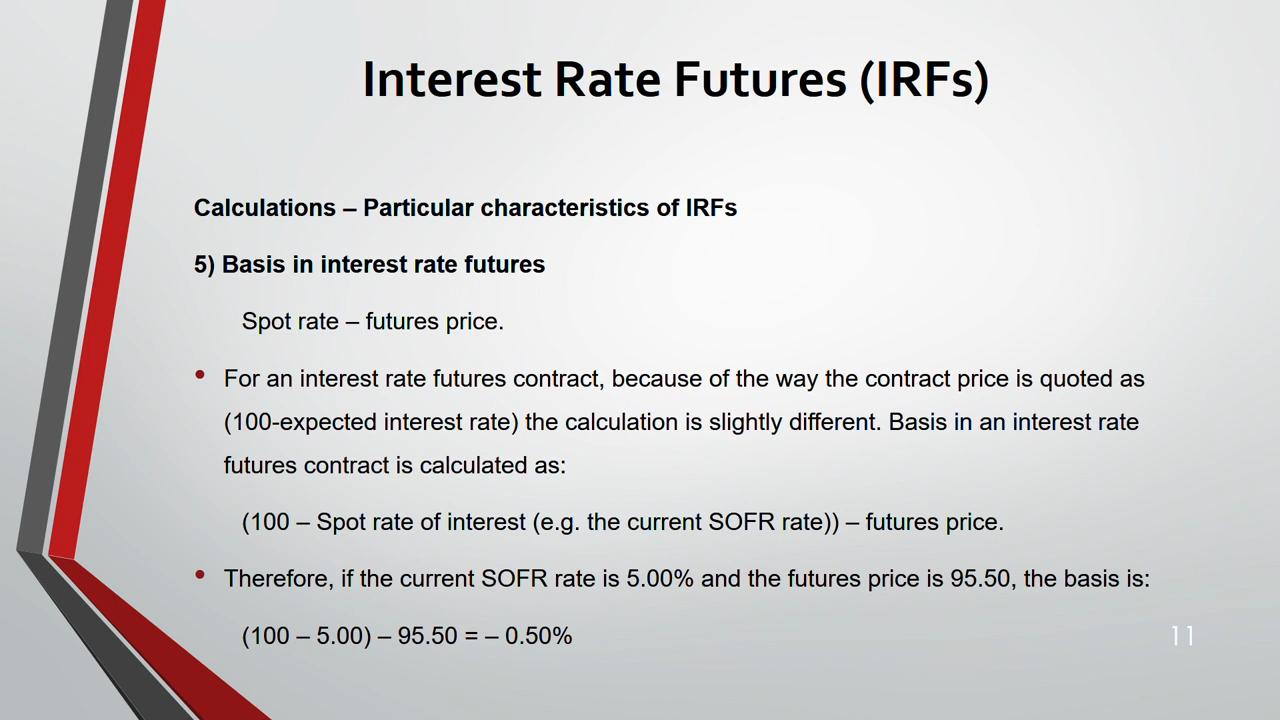 Interest Rate Futures (IRFs)
Calculations – Particular characteristics of IRFs
5) Basis in interest rate futures
Spot rate – futures price.
• For an interest rate futures contract, because of the way the contract price is quoted as
(100-expected interest rate) the calculation is slightly different. Basis in an interest rate
futures contract is calculated as:
(100 – Spot rate of interest (e.g. the current SOFR rate)) – futures price.
• Therefore, if the current SOFR rate is 5.00% and the futures price is 95.50, the basis is:
(100 – 5.00) – 95.50 = – 0.50%
11